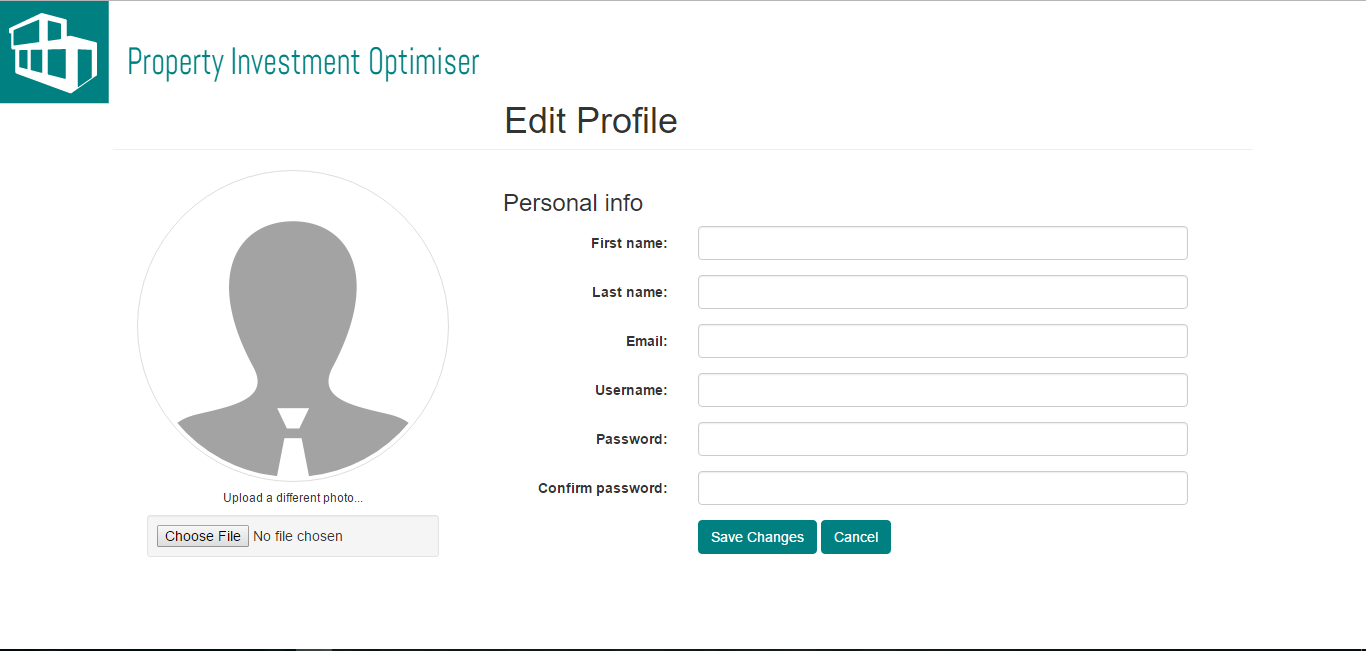 Property Investment Optimiser
Edit Profile
Personal info
First name:
Last name:
Email:
Username:
Password:
Confirm password:
Upload a different photo...
Choose File No file chosen
Save Changes Cancel